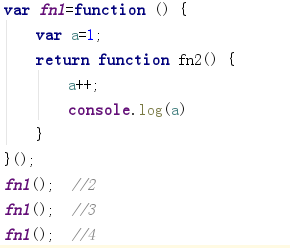 var fn1=function () {
    var a=1;
    return function fn2() {
        a++;
        console.log(a)
    }
}();
fn1();  //2
fn1();  //3
fn1();  //4